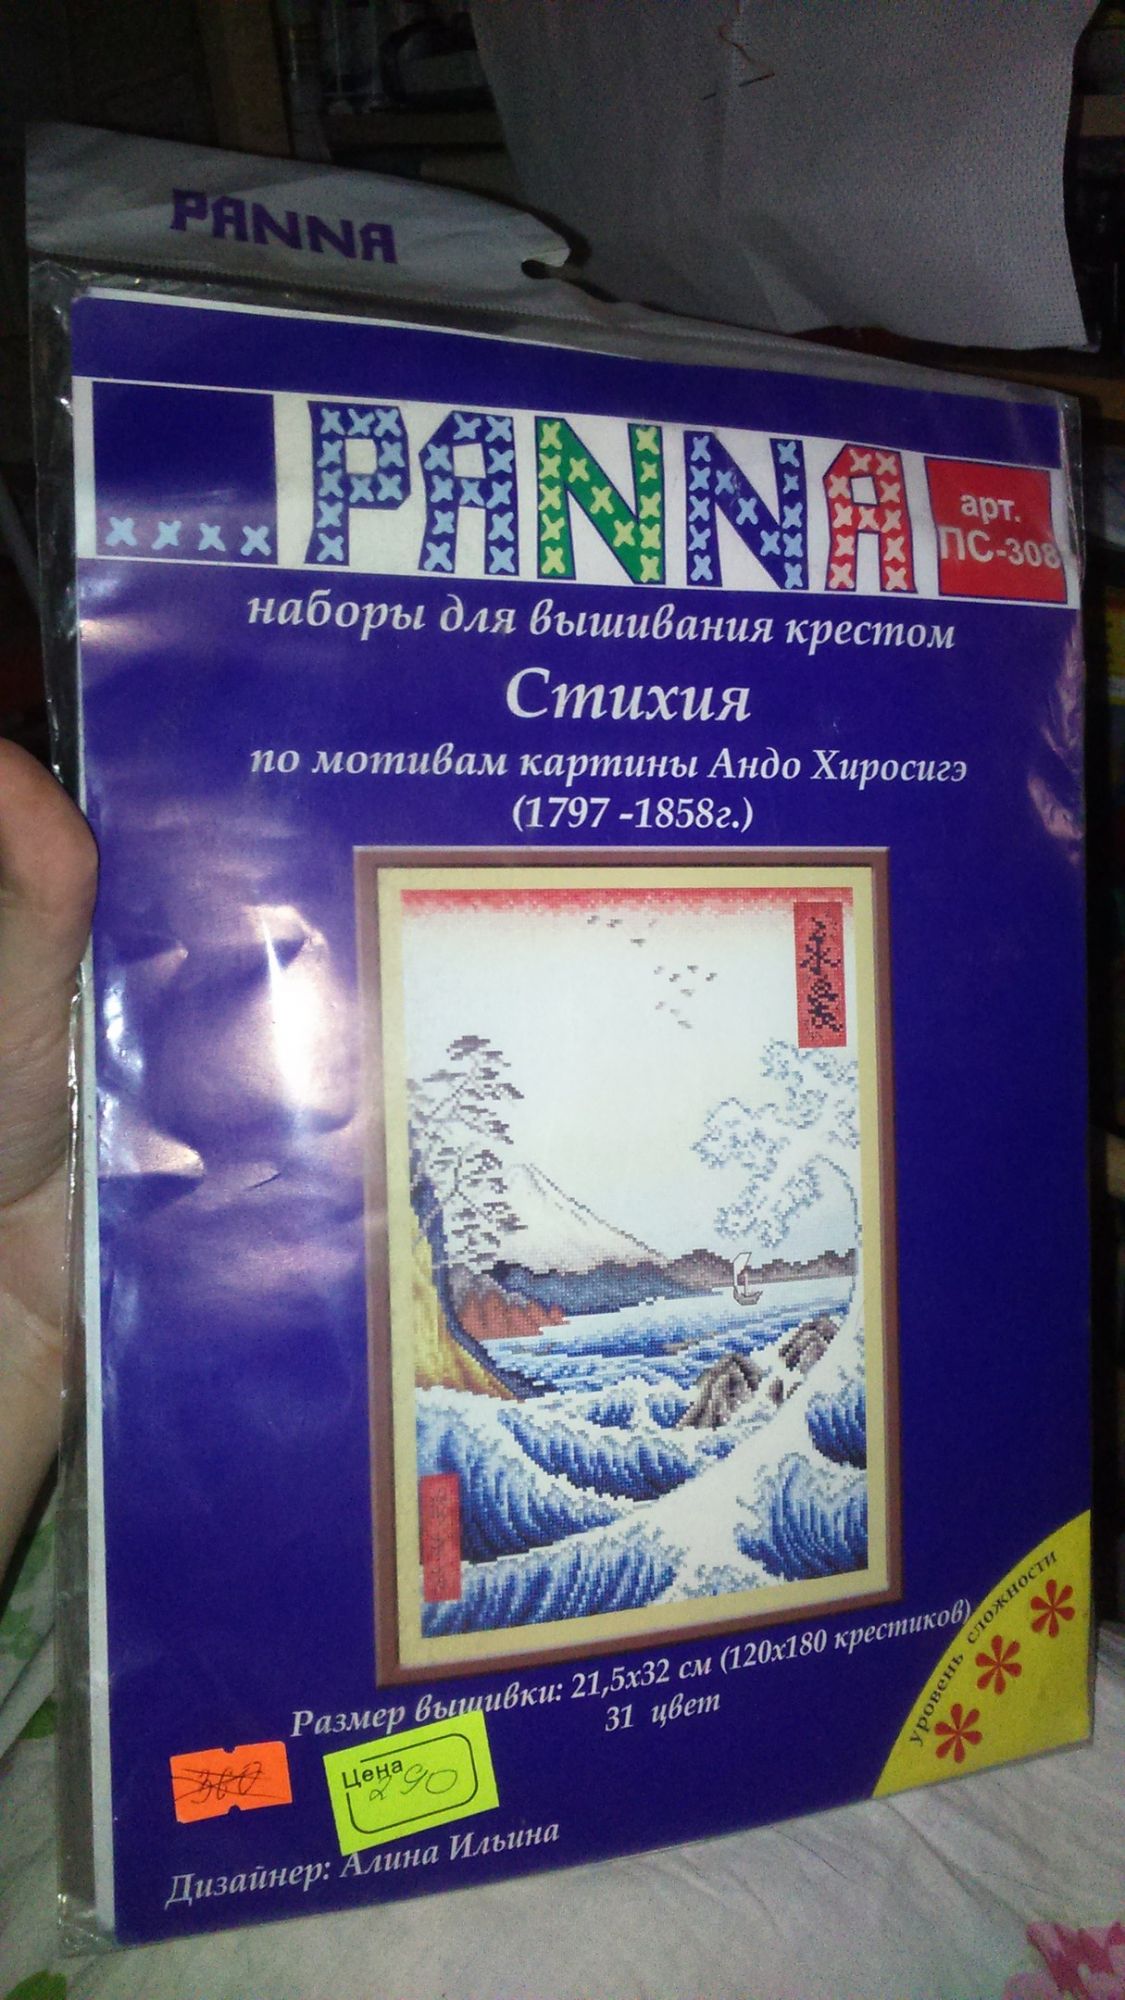 PANNA
PANNA
арт.
ПС-308
наборы для вышивания крестом
Стихия
по мотивам картины Андо Хиросигэ
(1797 -1858г.)
Размер вышивки: 21,5х32 см (120х180 крестиков)
31 цвет
уровень сложности
360
Цена
290
Дизайнер: Алина Ильина